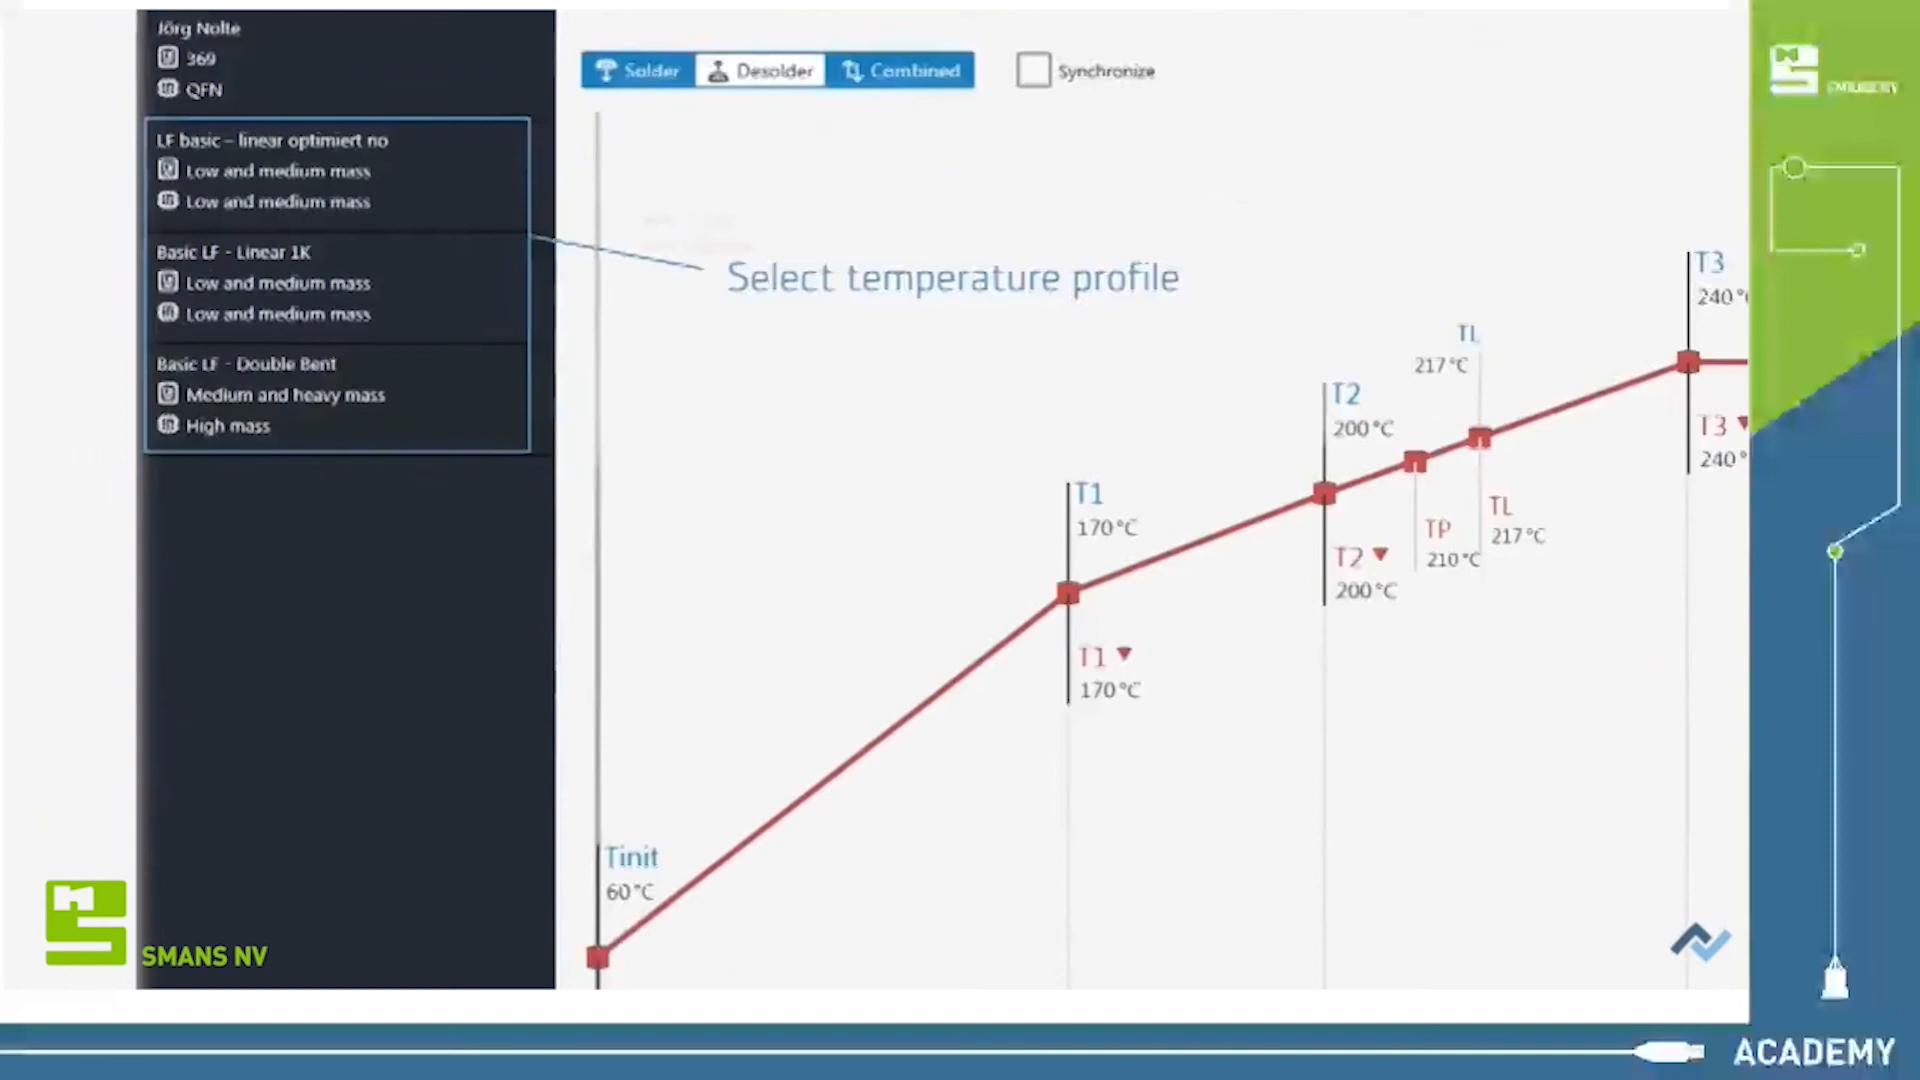 Jörg Nolte
369
QFN
LF basic – linear optimiert no
Low and medium mass
Low and medium mass
Basic LF - Linear 1K
Low and medium mass
Low and medium mass
Basic LF - Double Bent
Medium and heavy mass
High mass
Solder
Desolder
Combined
Synchronize
Select temperature profile
T3
240°
TL
217°C
T2
200°C
T3
240°
T1
170°C
TL
217°C
TP
210°C
T2
200°C
T1
170°C
Tinit
60°C
SMANS NV
ACADEMY